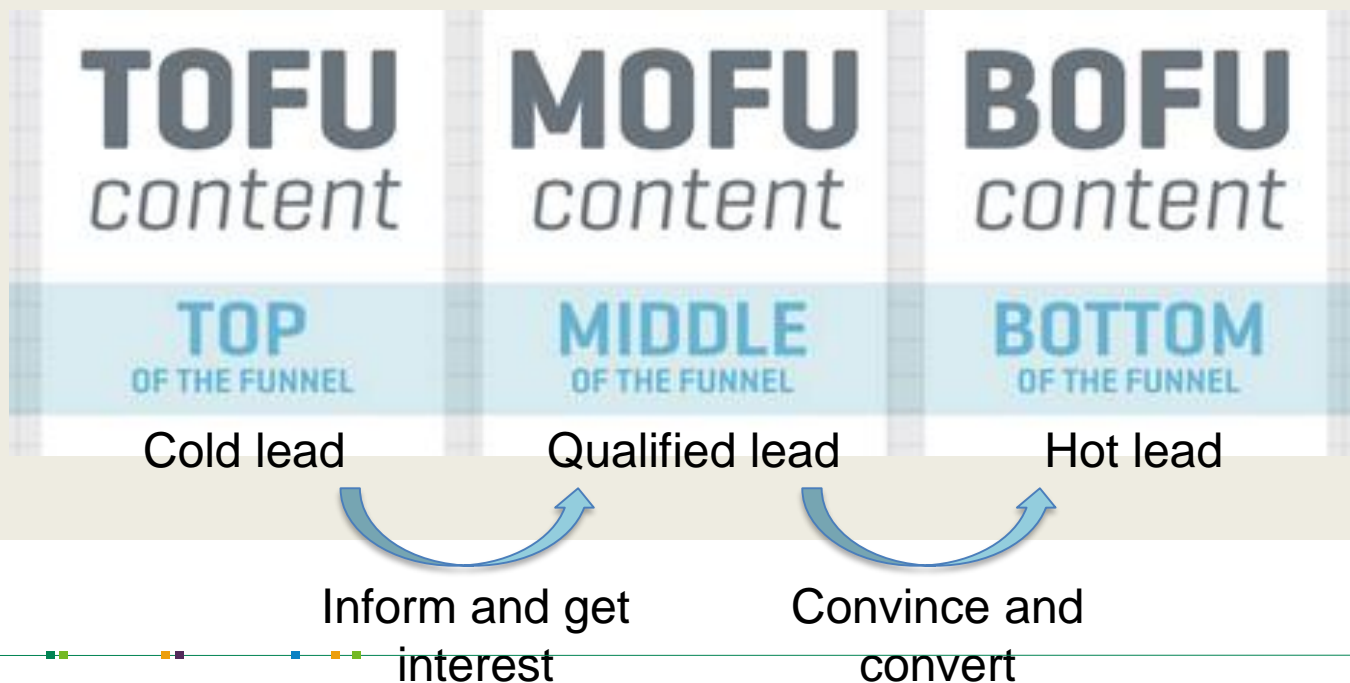 TOFU
content
TOP
OF THE FUNNEL
Cold lead
MOFU
content
MIDDLE
OF THE FUNNEL
Qualified lead
BOFU
content
BOTTOM
OF THE FUNNEL
Hot lead
Inform and get
interest
Convince and
convert